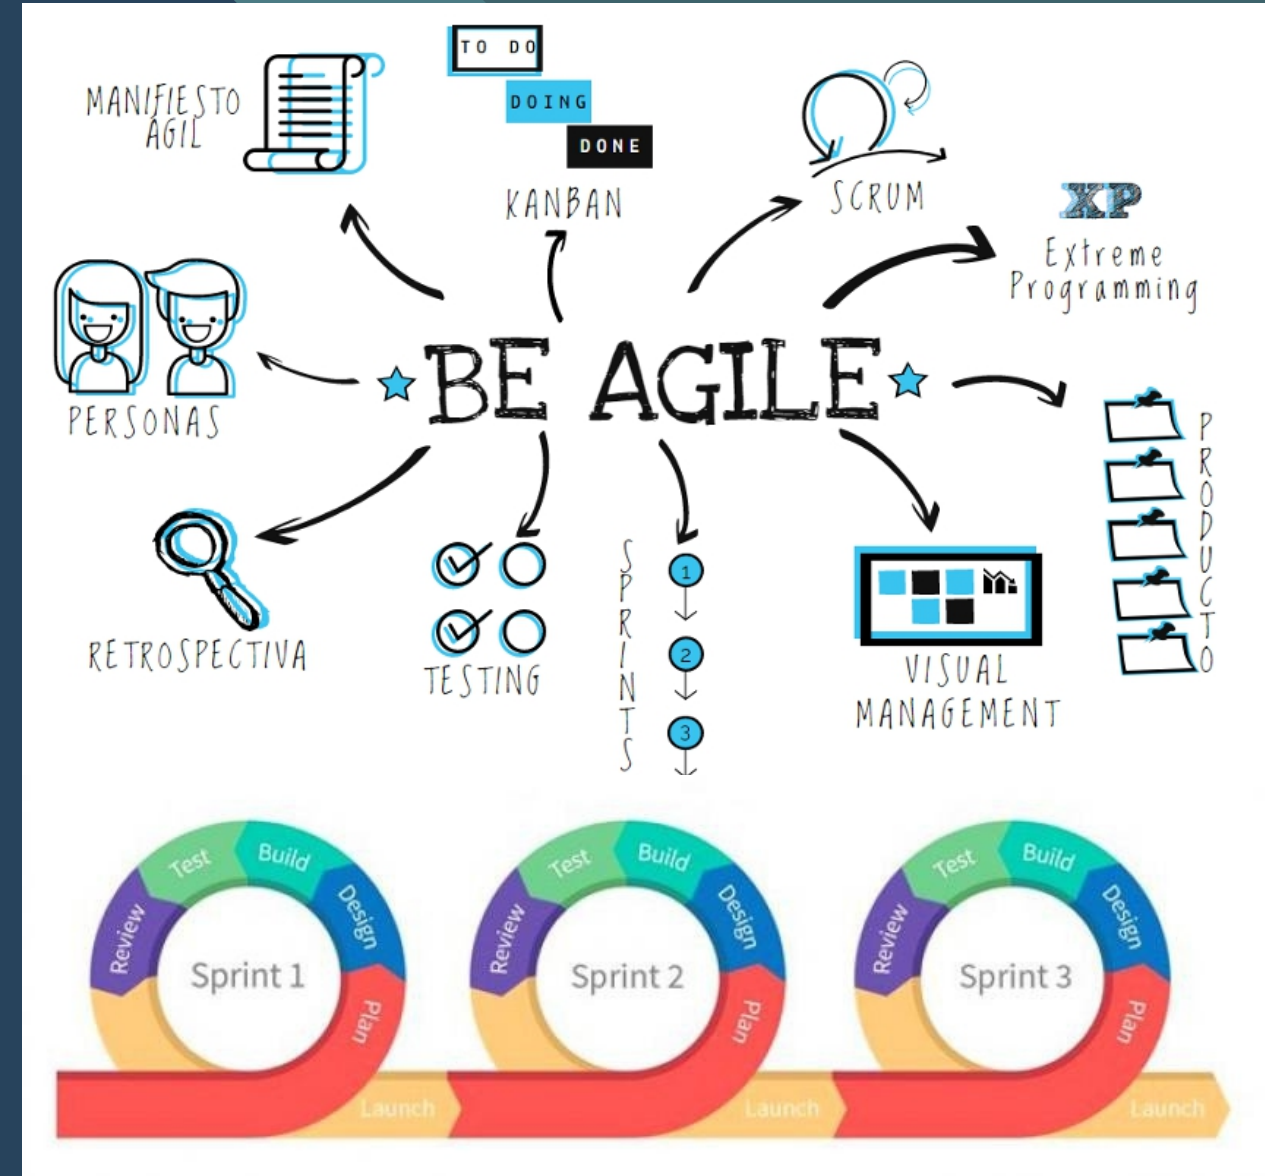 MANIFIESTO
AGIL
TO DO
DOING
DONE
KANBAN
SCRUM
XP
Extreme
Programming
PERSONAS
BE AGILE
PRODUCTO
RETROSPECTIVA
TESTING
SPRINTS
1
2
3
VISUAL
MANAGEMENT
Sprint 1
Plan
Design
Build
Test
Review
Launch
Sprint 2
Plan
Design
Build
Test
Review
Launch
Sprint 3
Plan
Design
Build
Test
Review
Launch